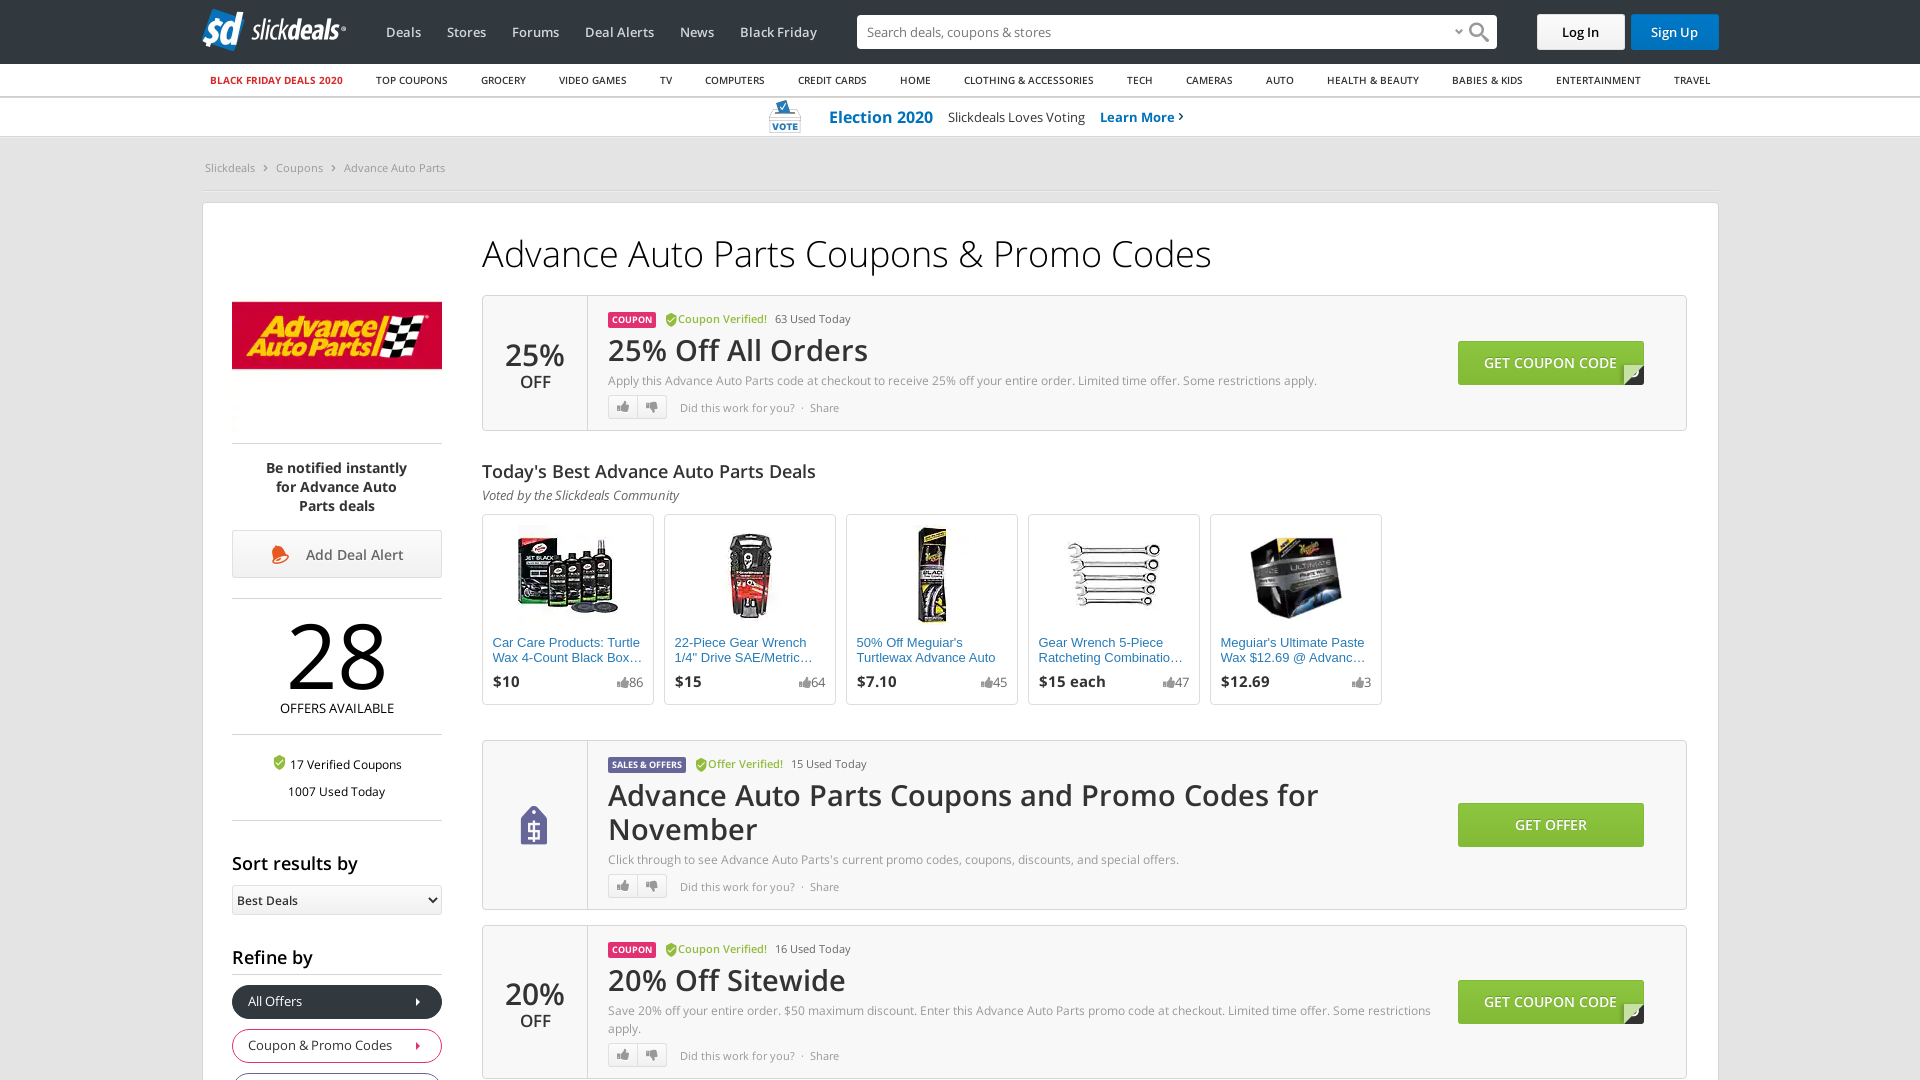 slickdeals
Deals
Stores
Forums
Deal Alerts
News
Black Friday
Search deals, coupons & stores
Log In
Sign Up
BLACK FRIDAY DEALS 2020
TOP COUPONS
GROCERY
VIDEO GAMES
TV
COMPUTERS
CREDIT CARDS
HOME
CLOTHING & ACCESSORIES
TECH
CAMERAS
AUTO
HEALTH & BEAUTY
BABIES & KIDS
ENTERTAINMENT
TRAVEL
VOTE
Election 2020
Slickdeals Loves Voting
Learn More
Slickdeals
Coupons
Advance Auto Parts
Advance
Auto Parts
Be notified instantly
for Advance Auto
Parts deals
Add Deal Alert
28
OFFERS AVAILABLE
17 Verified Coupons
1007 Used Today
Sort results by
Best Deals
Refine by
All Offers
Coupon & Promo Codes
Advance Auto Parts Coupons & Promo Codes
25%
OFF
COUPON
Coupon Verified!
63 Used Today
25% Off All Orders
Apply this Advance Auto Parts code at checkout to receive 25% off your entire order. Limited time offer. Some restrictions apply.
Did this work for you? · Share
GET COUPON CODE
Today's Best Advance Auto Parts Deals
Voted by the Slickdeals Community
Car Care Products: Turtle
Wax 4-Count Black Box...
$10
86
22-Piece Gear Wrench
1/4" Drive SAE/Metric...
$15
64
50% Off Meguiar's
Turtlewax Advance Auto
$7.10
45
Gear Wrench 5-Piece
Ratcheting Combinatio...
$15 each
47
Meguiar's Ultimate Paste
Wax $12.69 @ Advanc...
$12.69
3
SALES & OFFERS
Offer Verified!
15 Used Today
Advance Auto Parts Coupons and Promo Codes for
November
Click through to see Advance Auto Parts's current promo codes, coupons, discounts, and special offers.
Did this work for you? · Share
GET OFFER
20%
OFF
COUPON
Coupon Verified!
16 Used Today
20% Off Sitewide
Save 20% off your entire order. $50 maximum discount. Enter this Advance Auto Parts promo code at checkout. Limited time offer. Some restrictions
apply.
Did this work for you? · Share
GET COUPON CODE